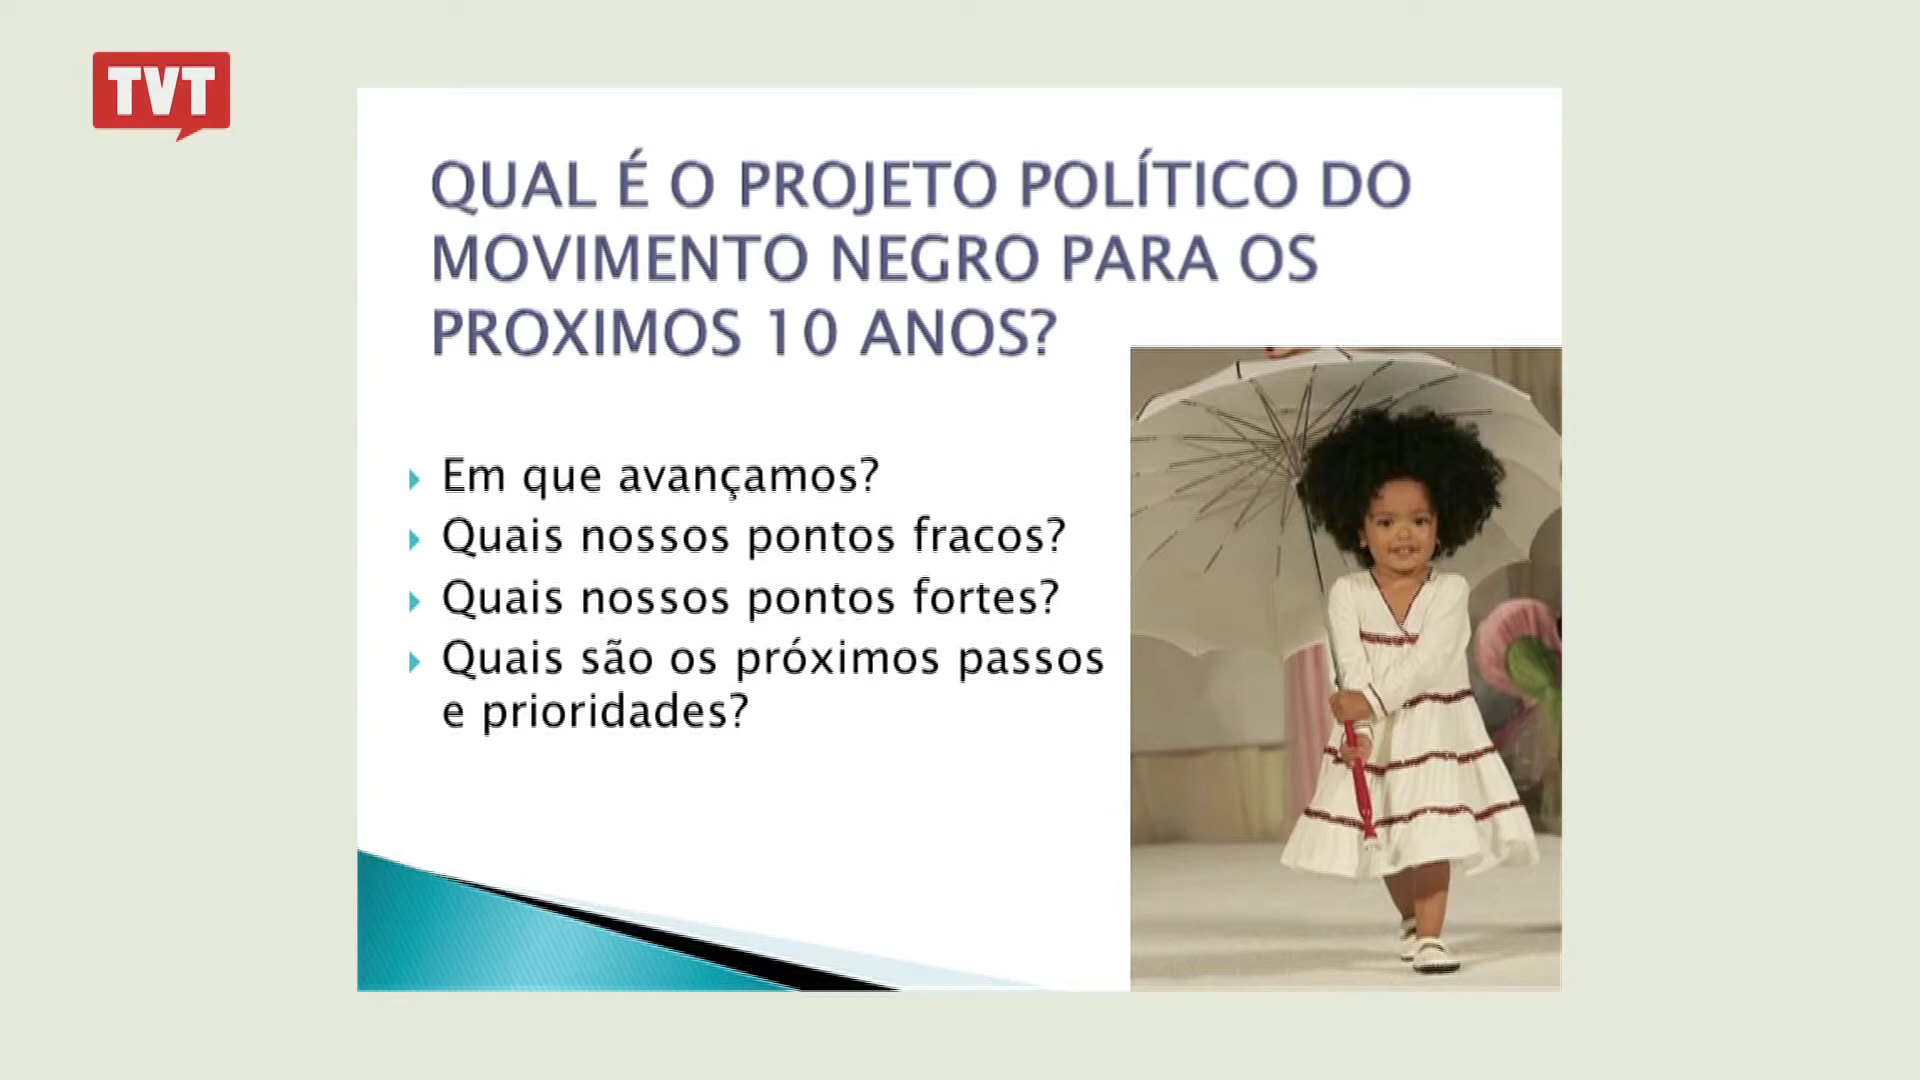 TVT
QUAL É O PROJETO POLÍTICO DO
MOVIMENTO NEGRO PARA OS
PROXIMOS 10 ANOS?
Em que avançamos?
Quais nossos pontos fracos?
Quais nossos pontos fortes?
Quais são os próximos passos
e prioridades?